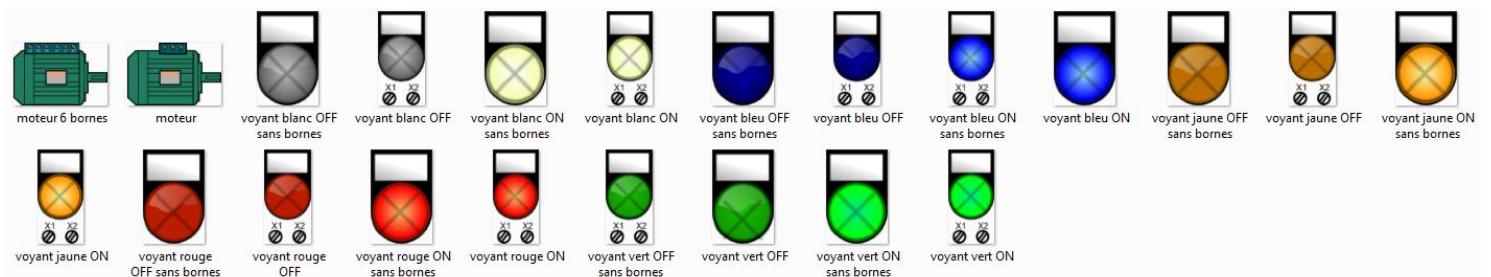 X1 X2 X1 X2 X1 X2 X1 X2
moteur 6 bornes moteur voyant blanc OFF sans bornes voyant blanc OFF voyant blanc ON sans bornes voyant blanc ON voyant bleu OFF sans bornes voyant bleu OFF voyant bleu ON sans bornes voyant bleu ON voyant jaune OFF sans bornes voyant jaune OFF voyant jaune ON sans bornes
X1 X2
X1 X2 X1 X2 X1 X2 X1 X2 X1 X2
voyant jaune ON voyant rouge OFF sans bornes voyant rouge OFF voyant rouge ON sans bornes voyant rouge ON voyant vert OFF sans bornes voyant vert OFF voyant vert ON sans bornes voyant vert ON